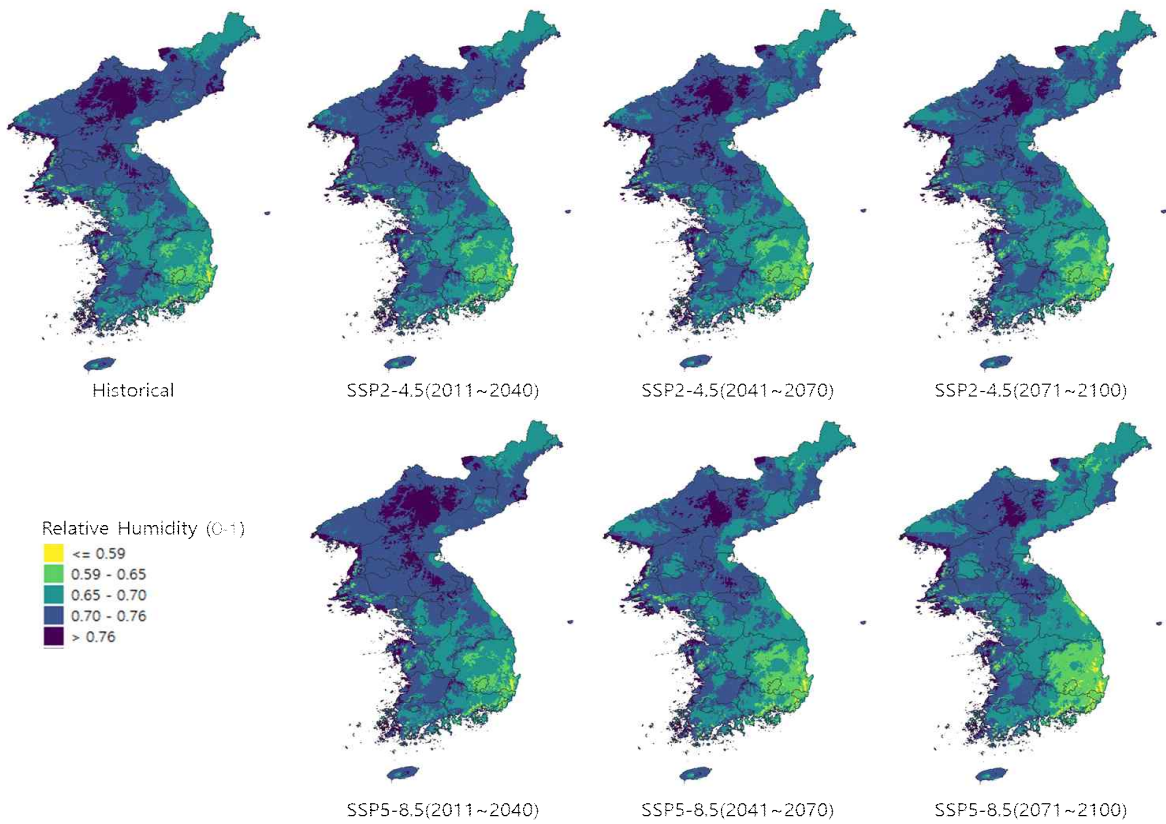 Historical
SSP2-4.5(2011~2040)
SSP2-4.5(2041~2070)
SSP2-4.5(2071~2100)
Relative Humidity (0-1)
<= 0.59
0.59 - 0.65
0.65 - 0.70
0.70 - 0.76
> 0.76
SSP5-8.5(2011~2040)
SSP5-8.5(2041~2070)
SSP5-8.5(2071~2100)